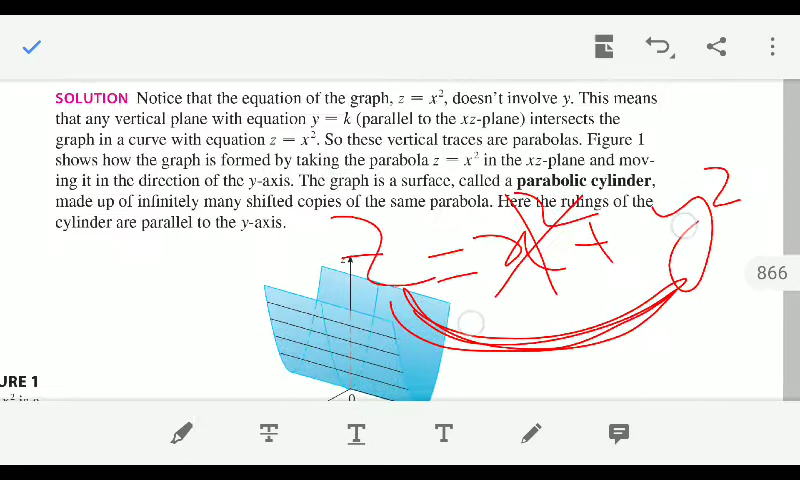 SOLUTION Notice that the equation of the graph, z = x², doesn't involve y. This means
that any vertical plane with equation y = k (parallel to the xz-plane) intersects the
graph in a curve with equation z = x². So these vertical traces are parabolas. Figure 1
shows how the graph is formed by taking the parabola z = x² in the xz-plane and mov-
ing it in the direction of the y-axis. The graph is a surface, called a parabolic cylinder,
made up of infinitely many shifted copies of the same parabola. Here the rulings of the
cylinder are parallel to the y-axis.
z = x² + y²
z
866
URE 1
0
T
T
T